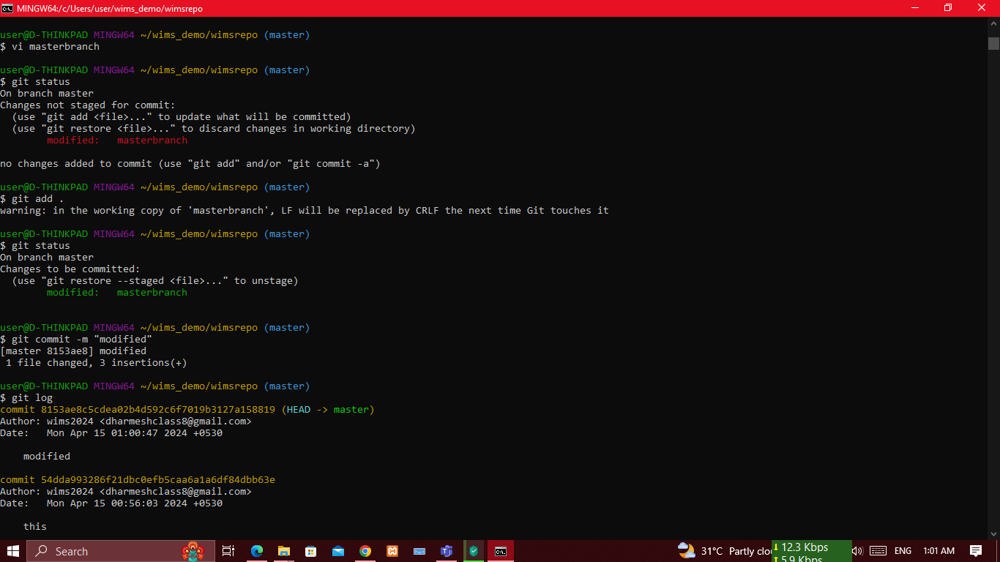 MINGW64:/c/Users/user/wims_demo/wimsrepo
user@D-THINKPAD MINGW64 ~/wims_demo/wimsrepo (master)
$ vi masterbranch
user@D-THINKPAD MINGW64 ~/wims_demo/wimsrepo (master)
$ git status
On branch master
Changes not staged for commit:
  (use "git add <file>..." to update what will be committed)
  (use "git restore <file>..." to discard changes in working directory)
        modified:   masterbranch
no changes added to commit (use "git add" and/or "git commit -a")
user@D-THINKPAD MINGW64 ~/wims_demo/wimsrepo (master)
$ git add .
warning: in the working copy of 'masterbranch', LF will be replaced by CRLF the next time Git touches it
user@D-THINKPAD MINGW64 ~/wims_demo/wimsrepo (master)
$ git status
On branch master
Changes to be committed:
  (use "git restore --staged <file>..." to unstage)
        modified:   masterbranch
user@D-THINKPAD MINGW64 ~/wims_demo/wimsrepo (master)
$ git commit -m "modified"
[master 8153ae8] modified
 1 file changed, 3 insertions(+)
user@D-THINKPAD MINGW64 ~/wims_demo/wimsrepo (master)
$ git log
commit 8153ae8c5cdea02b4d592c6f7019b3127a158819 (HEAD -> master)
Author: wims2024 <dharmeshclass8@gmail.com>
Date:   Mon Apr 15 01:00:47 2024 +0530
    modified
commit 54dda993286f21dbc0efb5caa6a1a6df84dbb63e
Author: wims2024 <dharmeshclass8@gmail.com>
Date:   Mon Apr 15 00:56:03 2024 +0530
    this
Search
31°C Partly clou
12.3 Kbps
5.9 Kbps
ENG
1:01 AM